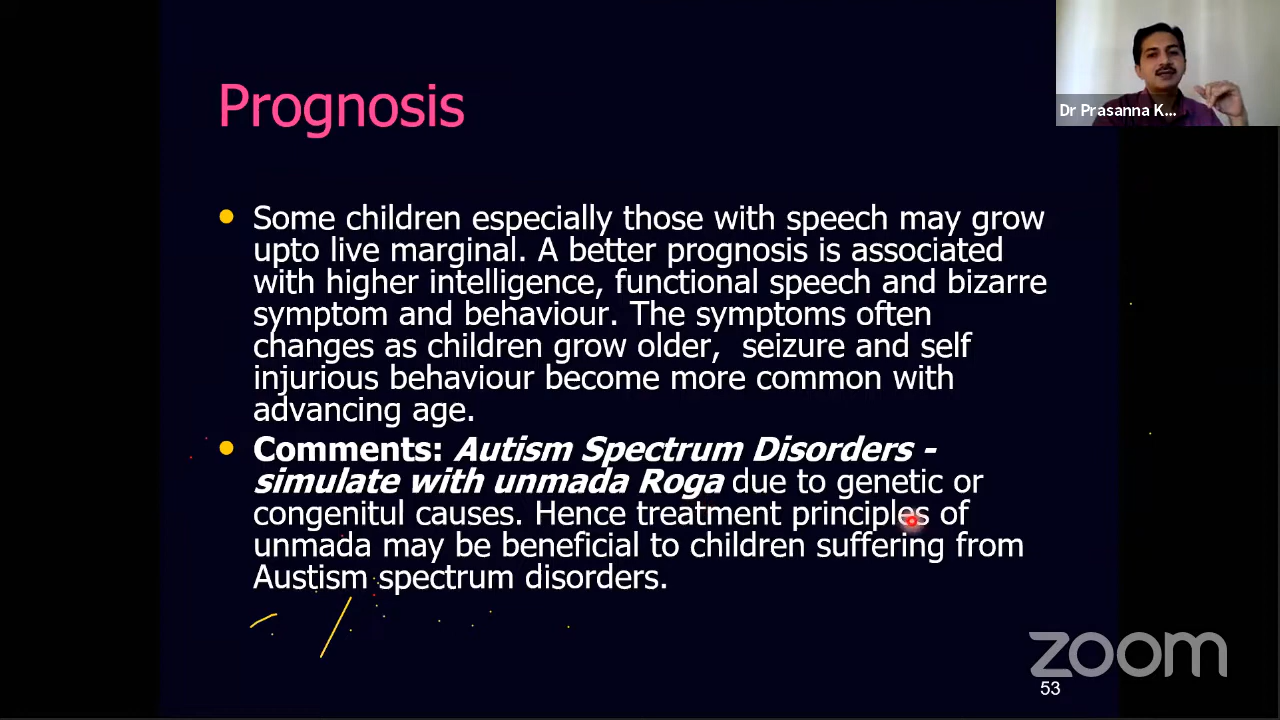 Prognosis
Dr Prasanna K...
Some children especially those with speech may grow
upto live marginal. A better prognosis is associated
with higher intelligence, functional speech and bizarre
symptom and behaviour. The symptoms often
changes as children grow older,  seizure and self
injurious behaviour become more common with
advancing age.
Comments: Autism Spectrum Disorders -
simulate with unmada Roga due to genetic or
congenitul causes. Hence treatment principles of
unmada may be beneficial to children suffering from
Austism spectrum disorders.
zoom
53